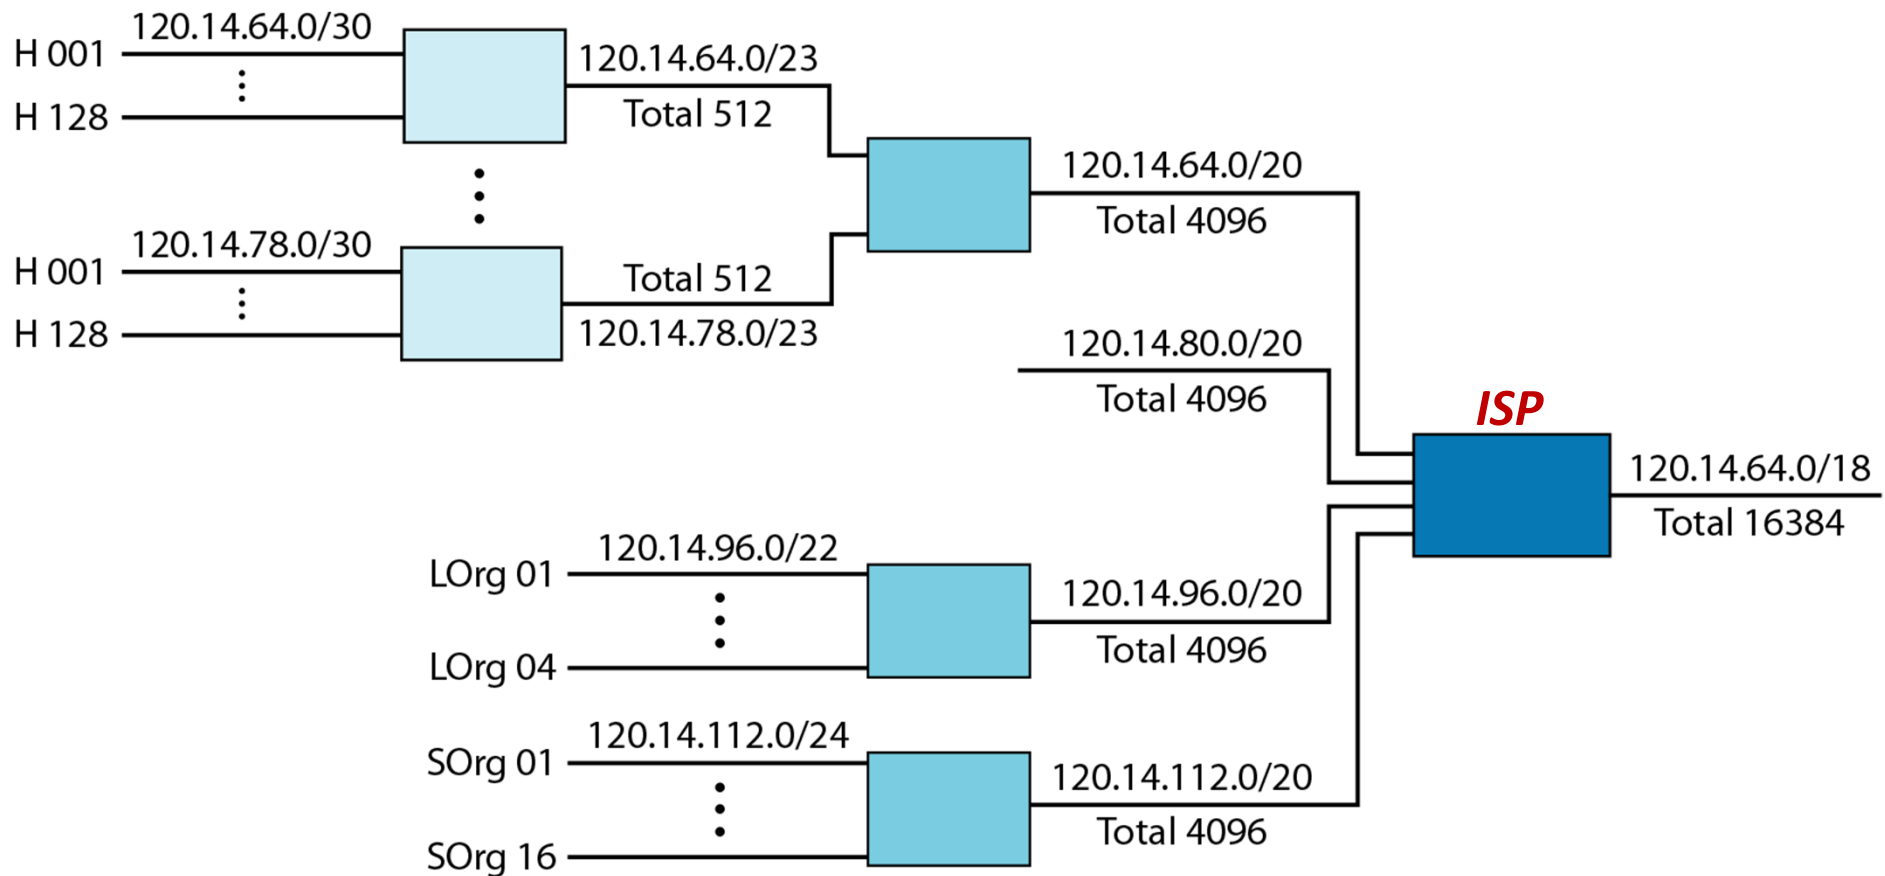 H 001
120.14.64.0/30
H 128
120.14.64.0/23
Total 512
H 001
120.14.78.0/30
H 128
Total 512
120.14.78.0/23
120.14.64.0/20
Total 4096
120.14.80.0/20
Total 4096
ISP
120.14.64.0/18
Total 16384
LOrg 01
120.14.96.0/22
LOrg 04
120.14.96.0/20
Total 4096
SOrg 01
120.14.112.0/24
SOrg 16
120.14.112.0/20
Total 4096